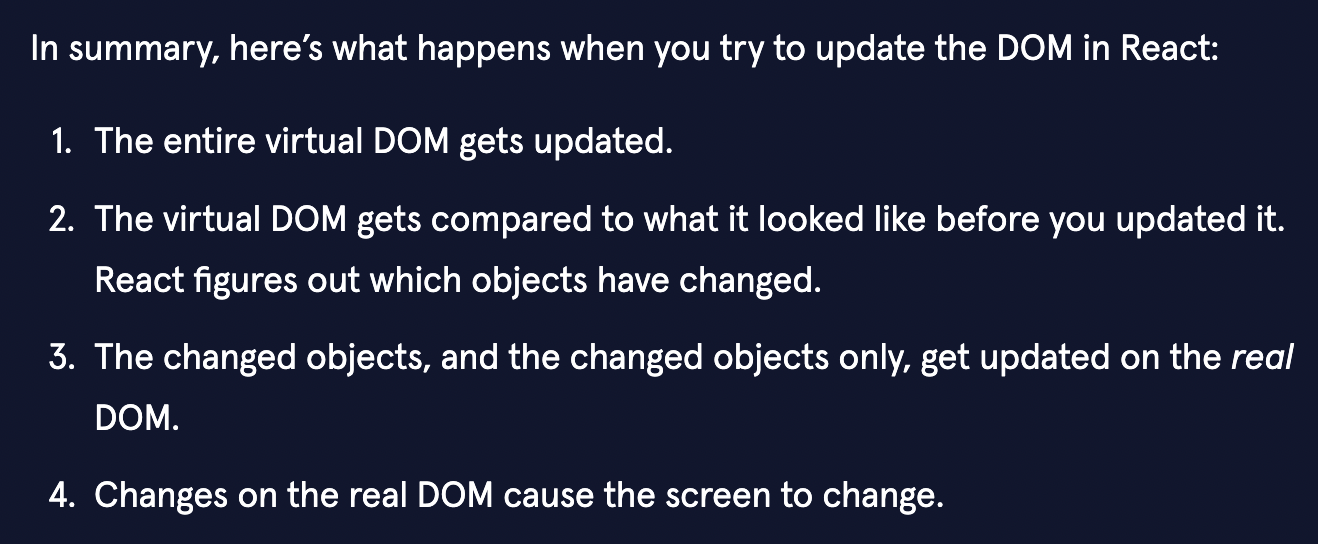 In summary, here’s what happens when you try to update the DOM in React:
1. The entire virtual DOM gets updated.
2. The virtual DOM gets compared to what it looked like before you updated it.
React figures out which objects have changed.
3. The changed objects, and the changed objects only, get updated on the real
DOM.
4. Changes on the real DOM cause the screen to change.